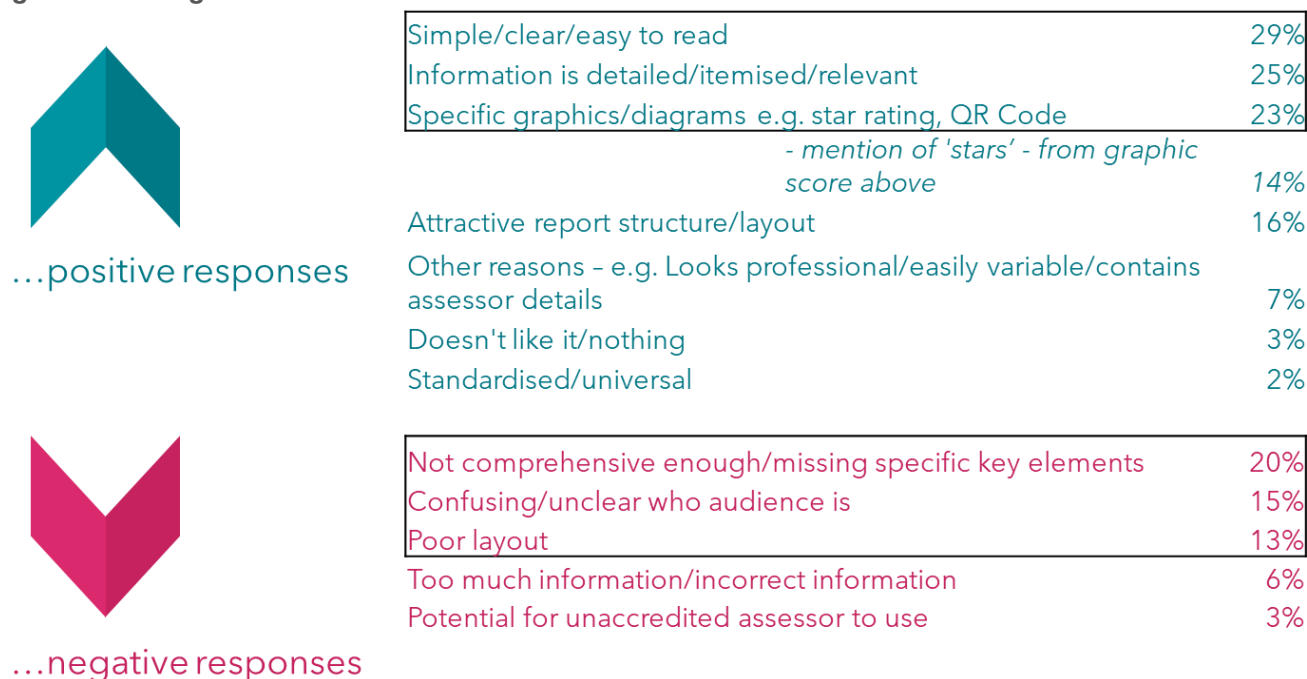 Simple/clear/easy to read 29%
Information is detailed/itemised/relevant 25%
Specific graphics/diagrams e.g. star rating, QR Code 23%
- mention of 'stars’ - from graphic
score above 14%
Attractive report structure/layout 16%
…positive responses
Other reasons – e.g. Looks professional/easily variable/contains
assessor details 7%
Doesn't like it/nothing 3%
Standardised/universal 2%
Not comprehensive enough/missing specific key elements 20%
Confusing/unclear who audience is 15%
Poor layout 13%
Too much information/incorrect information 6%
Potential for unaccredited assessor to use 3%
…negative responses